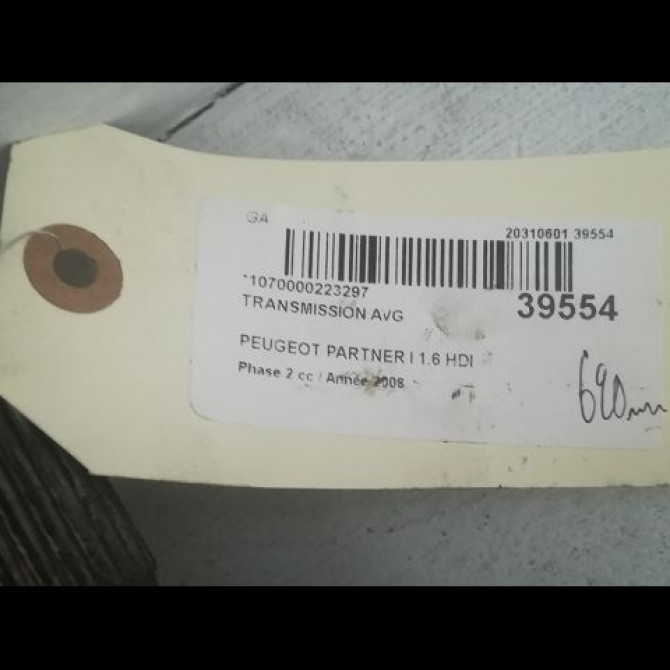 GA
20310601 39554
*1070000223297
TRANSMISSION AVG
39554
PEUGEOT PARTNER I 1.6 HDI
Phase 2 cc / Année 2008
690mm